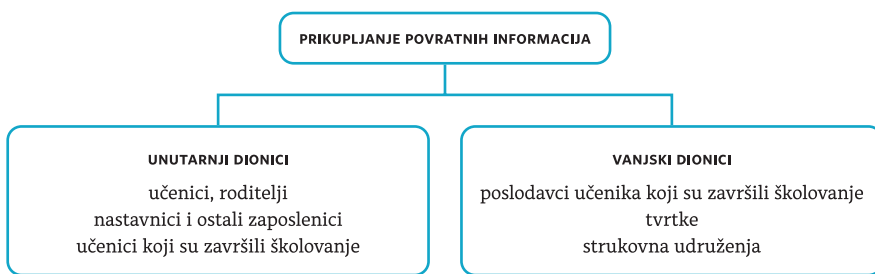 PRIKUPLJANJE POVRATNIH INFORMACIJA
UNUTARNJI DIONICI
učenici, roditelji
nastavnici i ostali zaposlenici
učenici koji su završili školovanje
VANJSKI DIONICI
poslodavci učenika koji su završili školovanje
tvrtke
strukovna udruženja